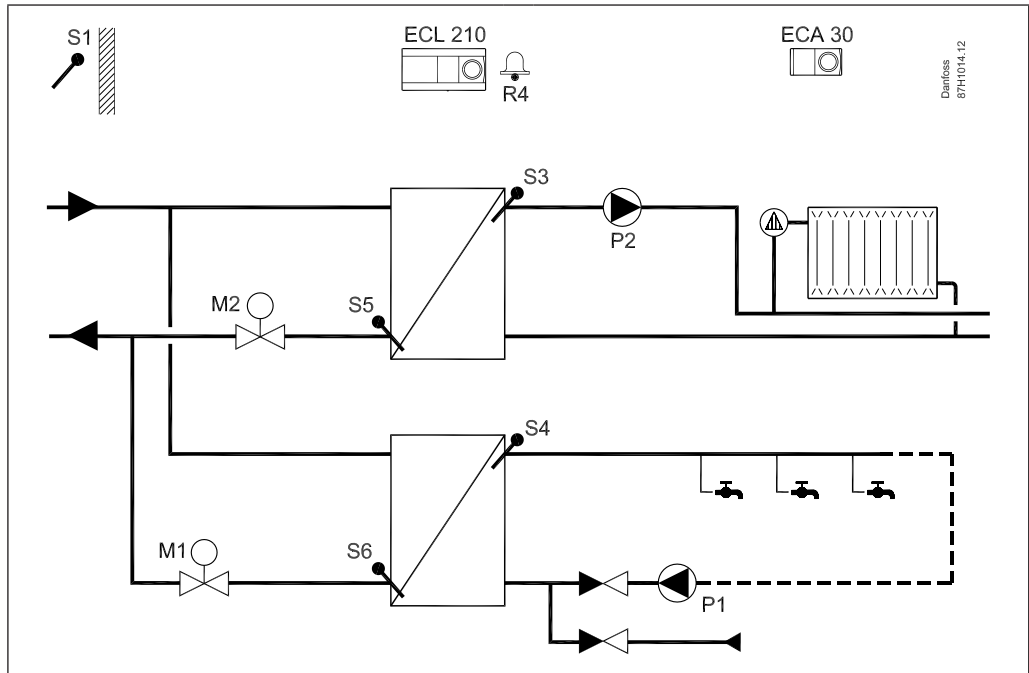 S1
ECL 210
R4
ECA 30
Danfoss
87H1014.12
S3
P2
M2
S5
S4
M1
S6
P1